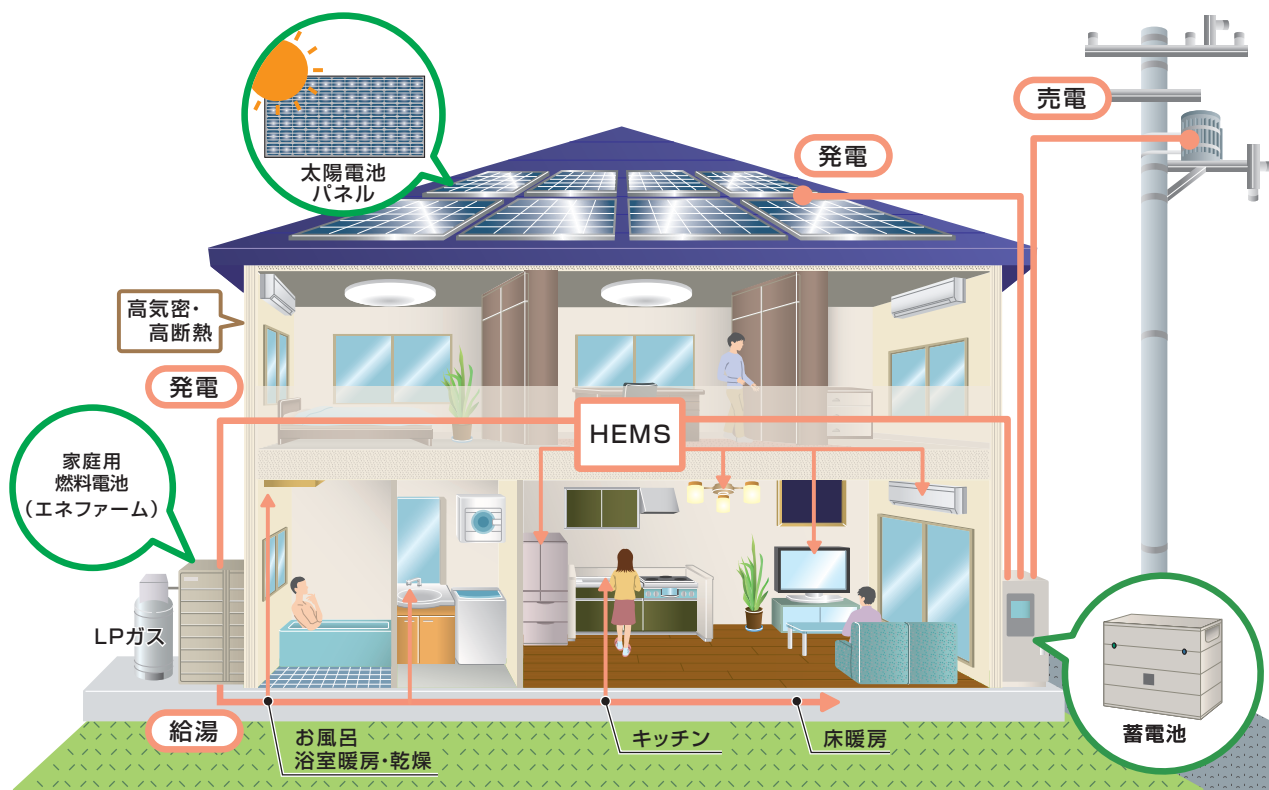 太陽電池
パネル
売電
発電
高気密・
高断熱
発電
HEMS
家庭用
燃料電池
(エネファーム)
LPガス
給湯
お風呂
浴室暖房・乾燥
キッチン
床暖房
蓄電池